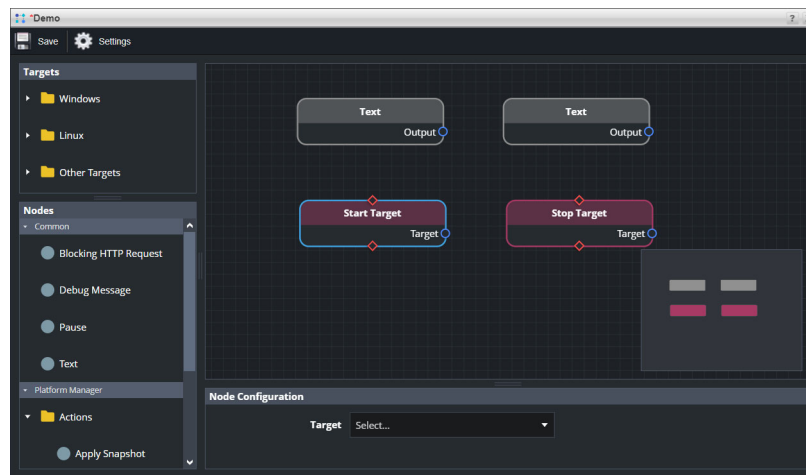 *Demo
?
Save
Settings
Targets
Windows
Linux
Other Targets
Nodes
Common
Blocking HTTP Request
Debug Message
Pause
Text
Platform Manager
Actions
Apply Snapshot
Text
Output
Text
Output
Start Target
Target
Stop Target
Target
Node Configuration
Target Select...